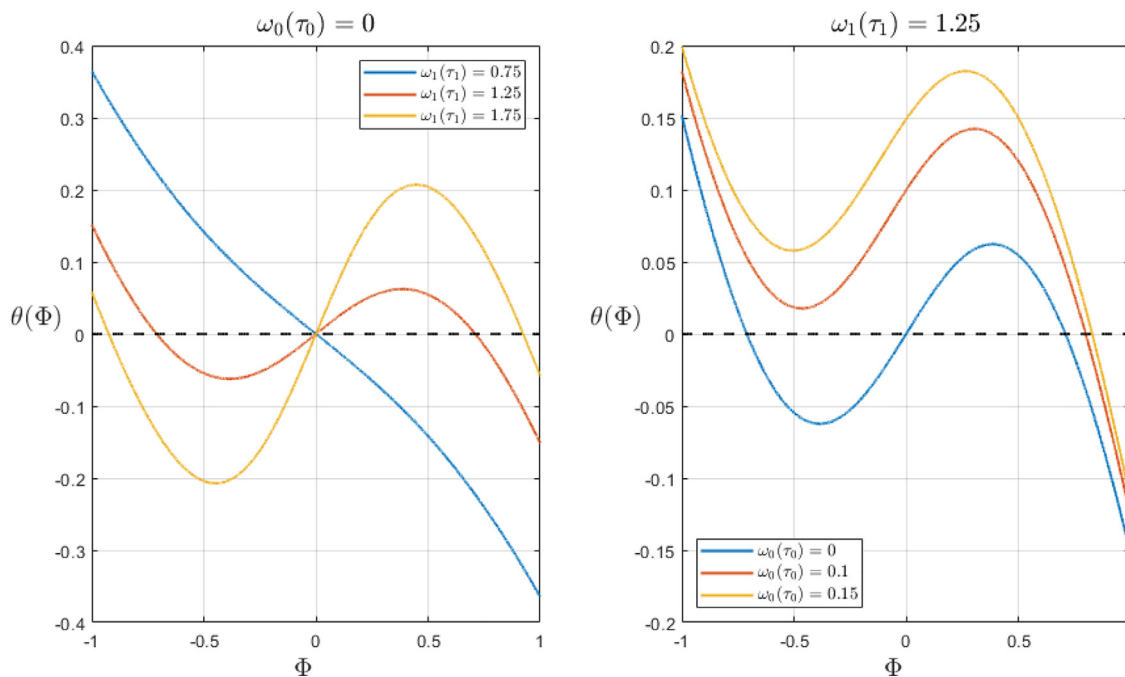 ω₀(τ₀) = 0
0.4
0.3
0.2
0.1
0
-0.1
-0.2
-0.3
-0.4
θ(Φ)
-1
-0.5
0
0.5
1
Φ
ω₁(τ₁) = 0.75
ω₁(τ₁) = 1.25
ω₁(τ₁) = 1.75
ω₁(τ₁) = 1.25
0.2
0.15
0.1
0.05
0
-0.05
-0.1
-0.15
-0.2
θ(Φ)
-1
-0.5
0
0.5
Φ
ω₀(τ₀) = 0
ω₀(τ₀) = 0.1
ω₀(τ₀) = 0.15